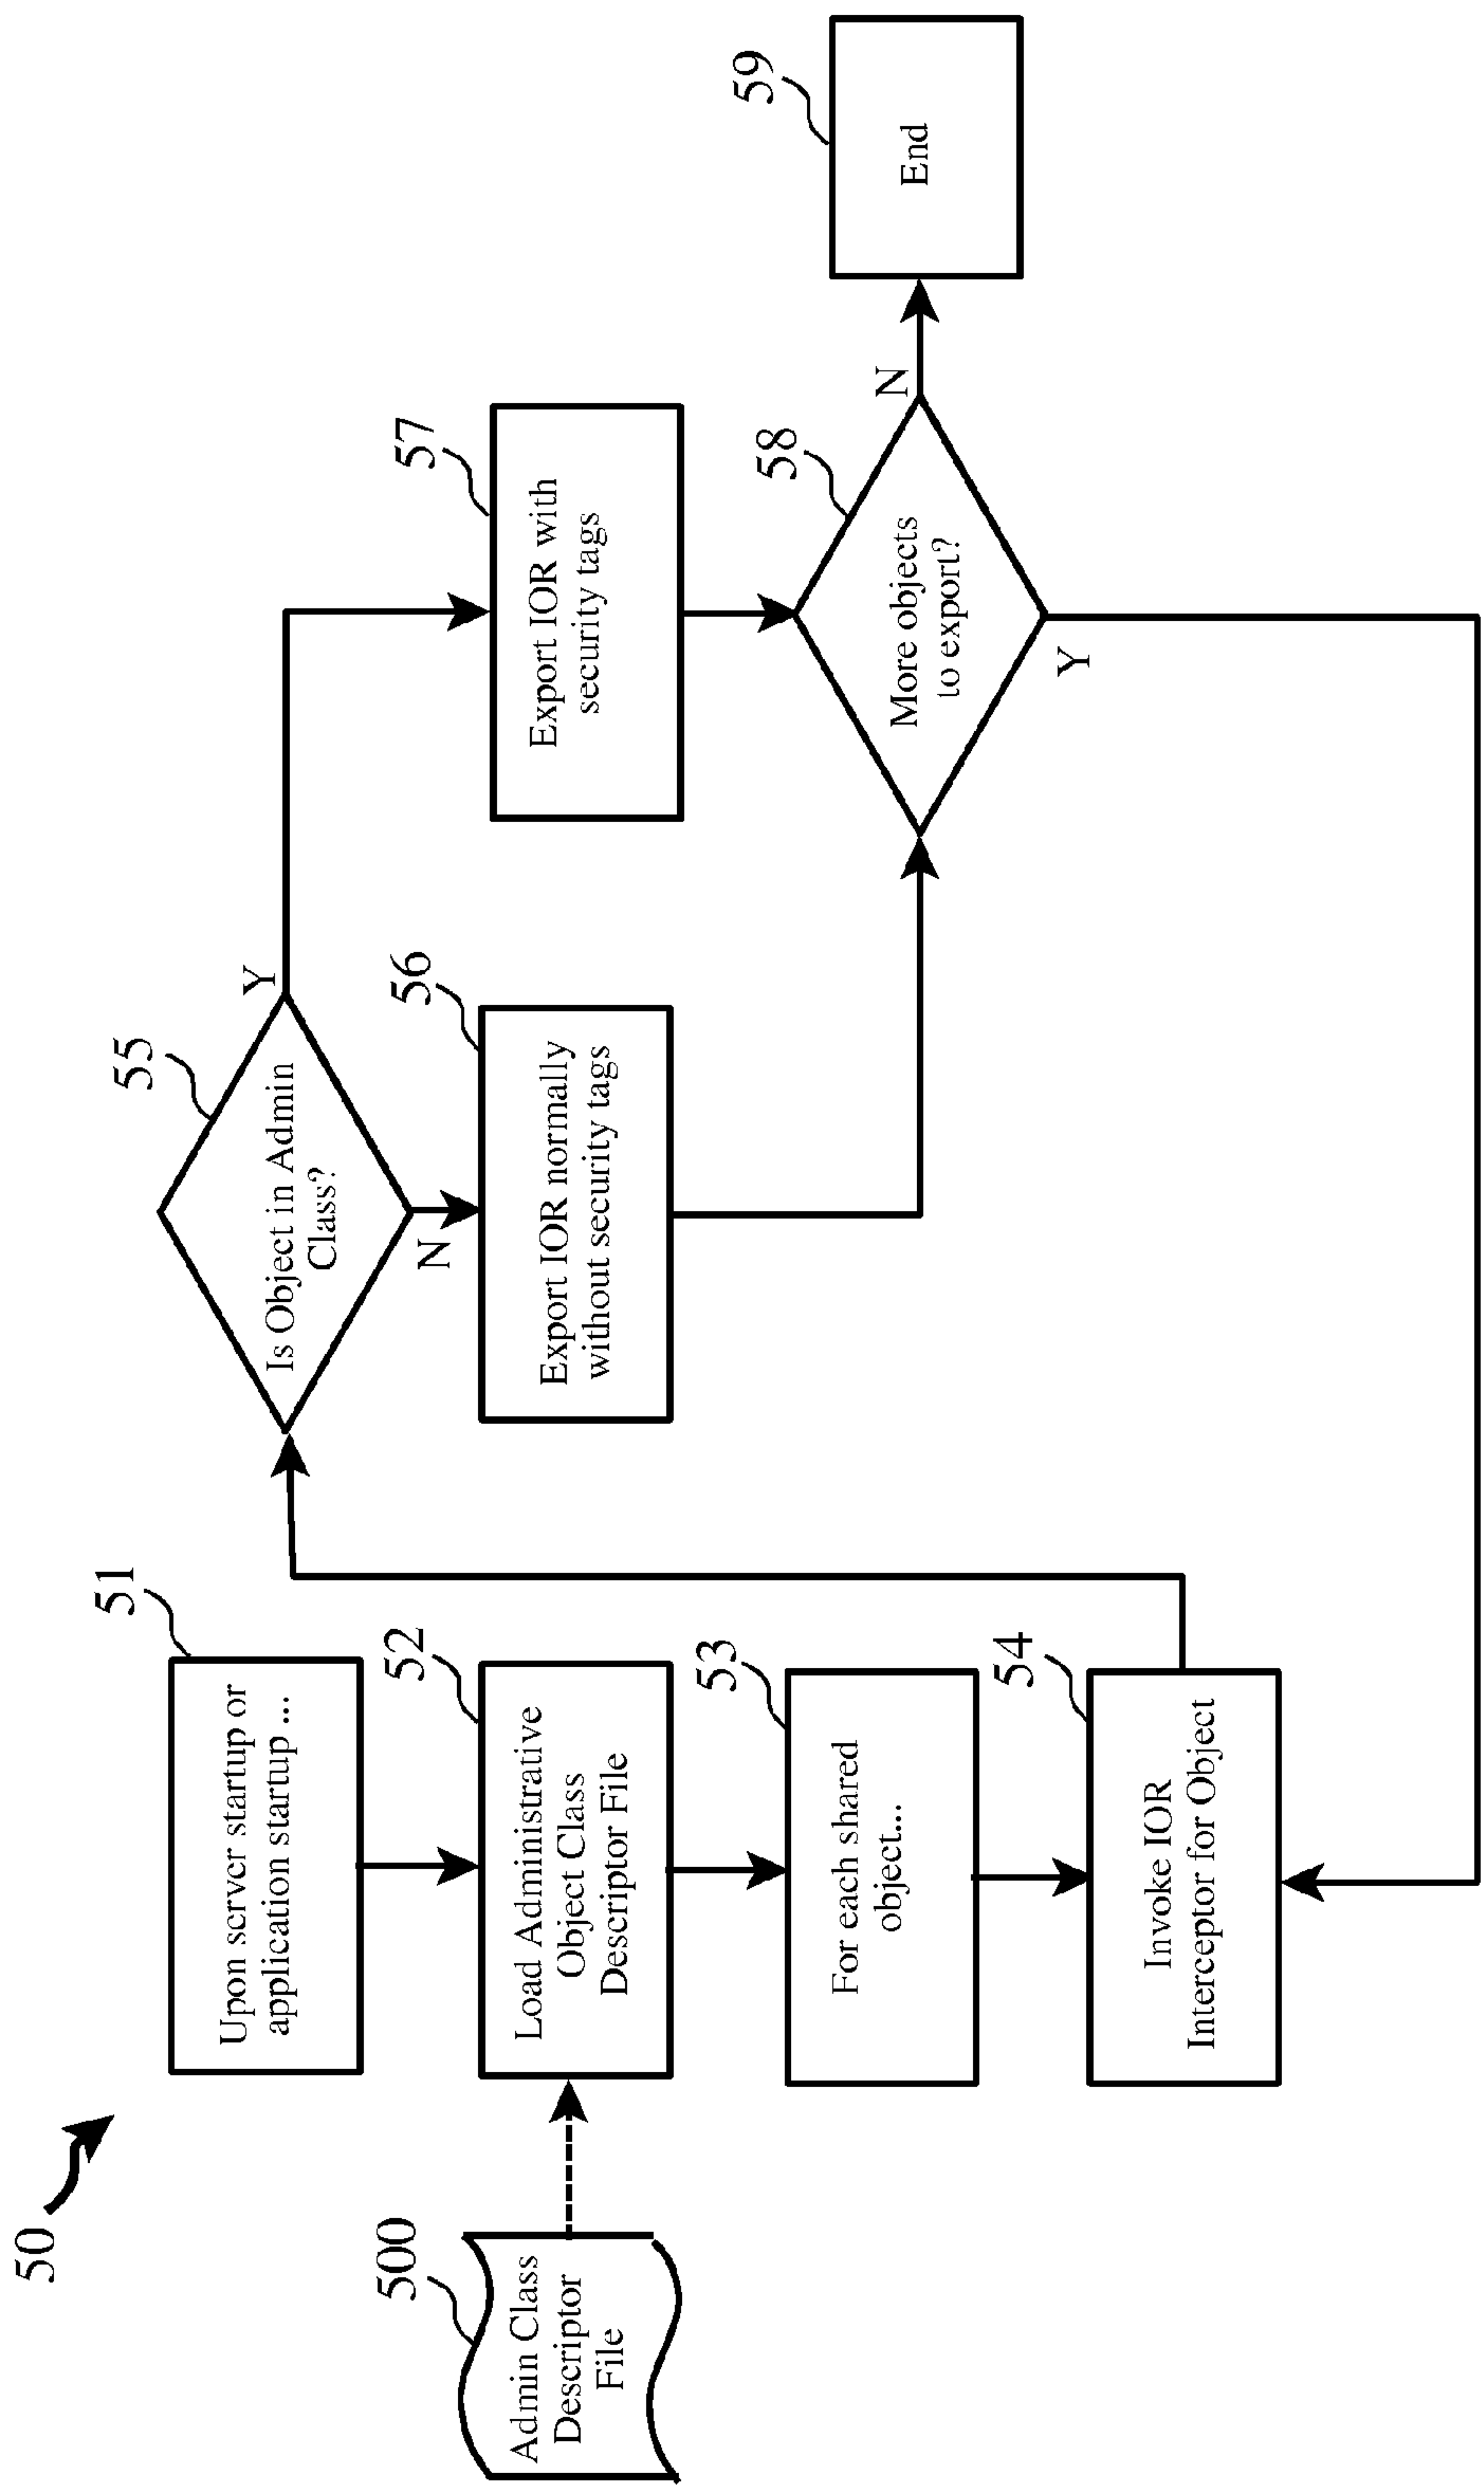 50
500
Admin Class
Descriptor
File
51
Upon server startup or
application startup ...
52
Load Administrative
Object Class
Descriptor File
53
For each shared
object...
54
Invoke IOR
Interceptor for Object
55
Is Object in Admin
Class?
Y
N
56
Export IOR normally
without security tags
57
Export IOR with
security tags
58
More objects
to export?
N
Y
59
End